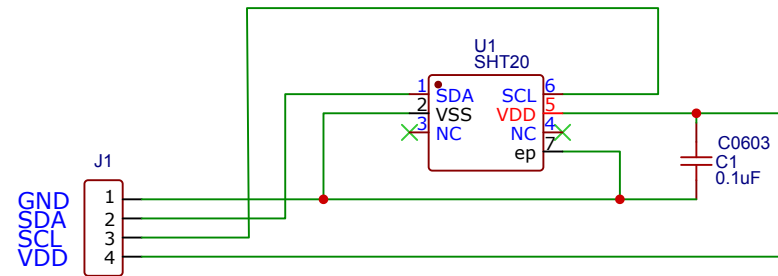 U1
SHT20
1 SDA SCL 6
2 VSS VDD 5
3 NC NC 4
ep 7
C0603
C1
0.1uF
J1
GND 1
SDA 2
SCL 3
VDD 4